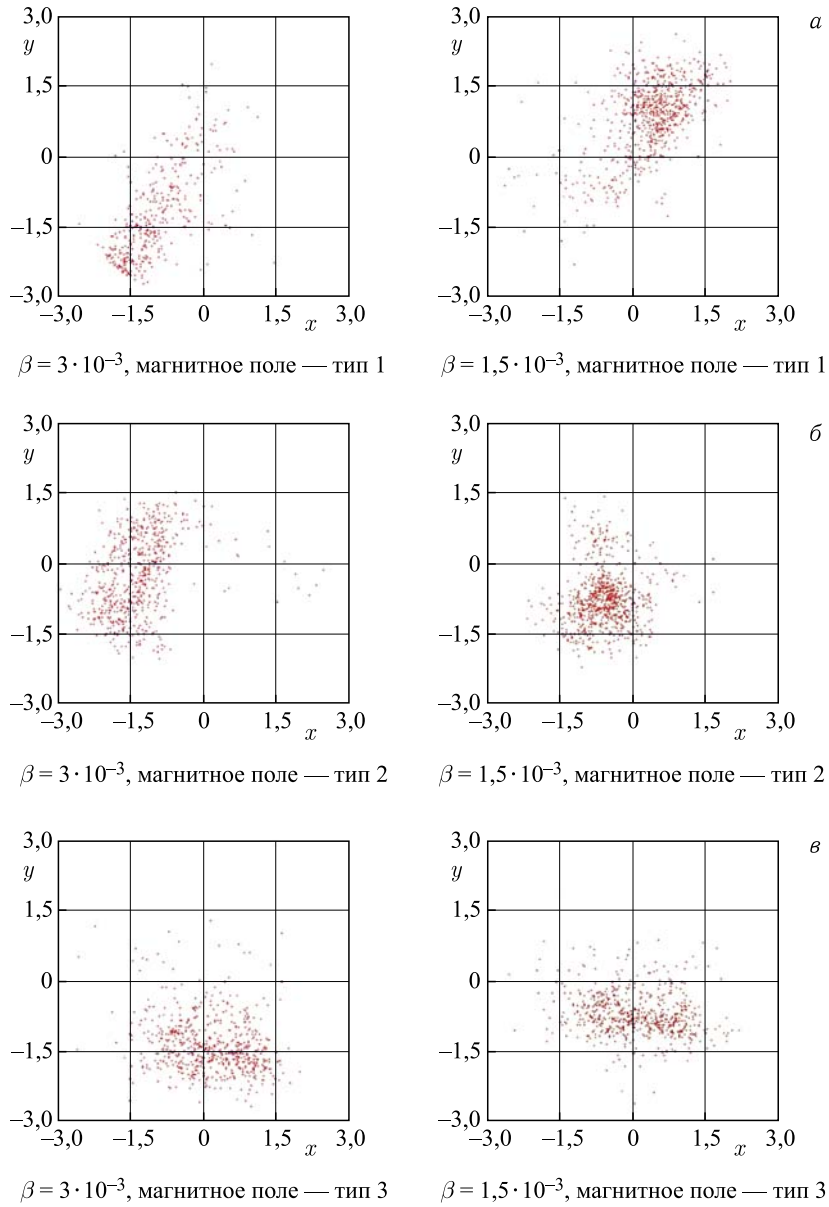 3,0
y
1,5
0
–1,5
–3,0
–3,0 –1,5 0 1,5 3,0
x
β = 3·10⁻³, магнитное поле — тип 1
а
3,0
y
1,5
0
–1,5
–3,0
–3,0 –1,5 0 1,5 3,0
x
β = 1,5·10⁻³, магнитное поле — тип 1
3,0
y
1,5
0
–1,5
–3,0
–3,0 –1,5 0 1,5 3,0
x
β = 3·10⁻³, магнитное поле — тип 2
б
3,0
y
1,5
0
–1,5
–3,0
–3,0 –1,5 0 1,5 3,0
x
β = 1,5·10⁻³, магнитное поле — тип 2
3,0
y
1,5
0
–1,5
–3,0
–3,0 –1,5 0 1,5 3,0
x
β = 3·10⁻³, магнитное поле — тип 3
в
3,0
y
1,5
0
–1,5
–3,0
–3,0 –1,5 0 1,5 3,0
x
β = 1,5·10⁻³, магнитное поле — тип 3